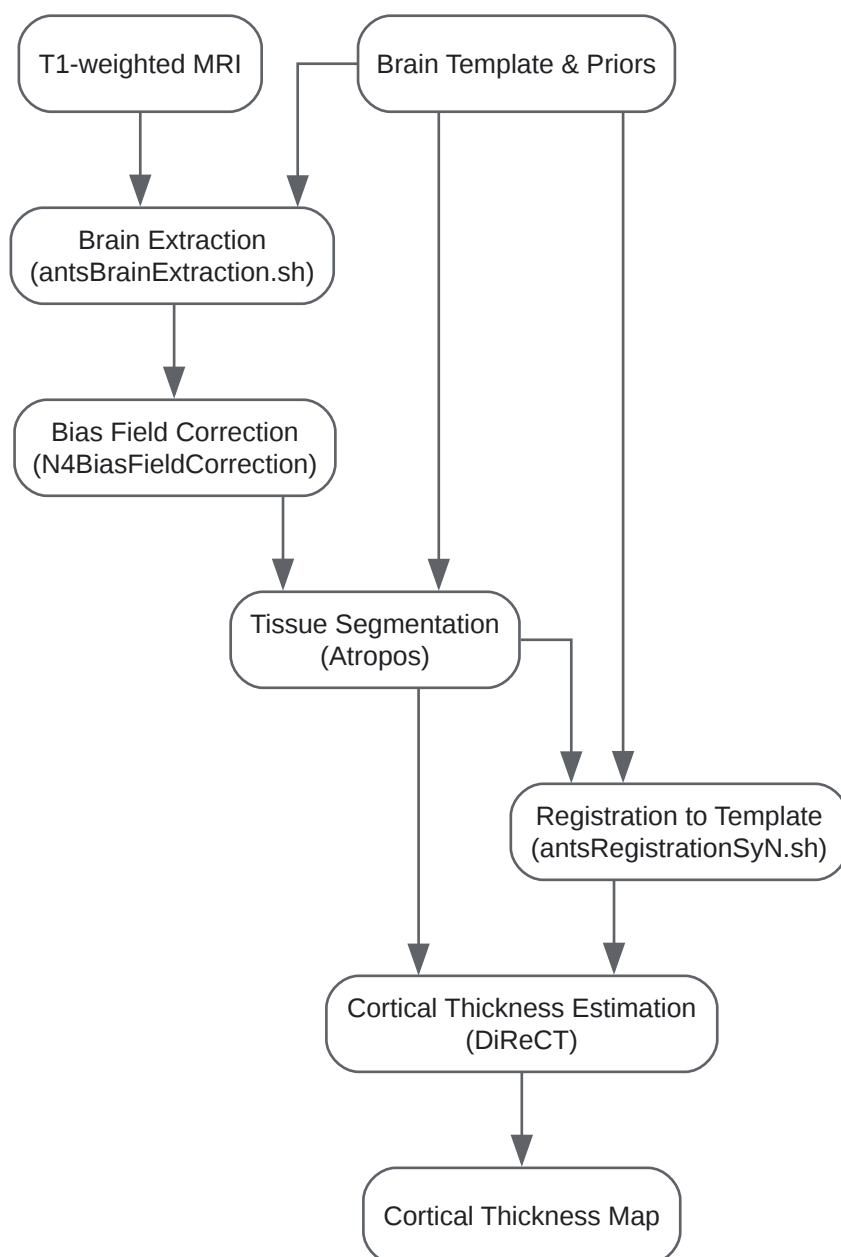 T1-weighted MRI
Brain Template & Priors
Brain Extraction
(antsBrainExtraction.sh)
Bias Field Correction
(N4BiasFieldCorrection)
Tissue Segmentation
(Atropos)
Registration to Template
(antsRegistrationSyN.sh)
Cortical Thickness Estimation
(DiReCT)
Cortical Thickness Map